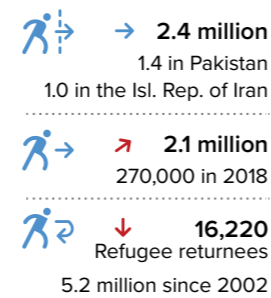 2.4 million
1.4 in Pakistan
1.0 in the Isl. Rep. of Iran
2.1 million
270,000 in 2018
16,220
Refugee returnees
5.2 million since 2002